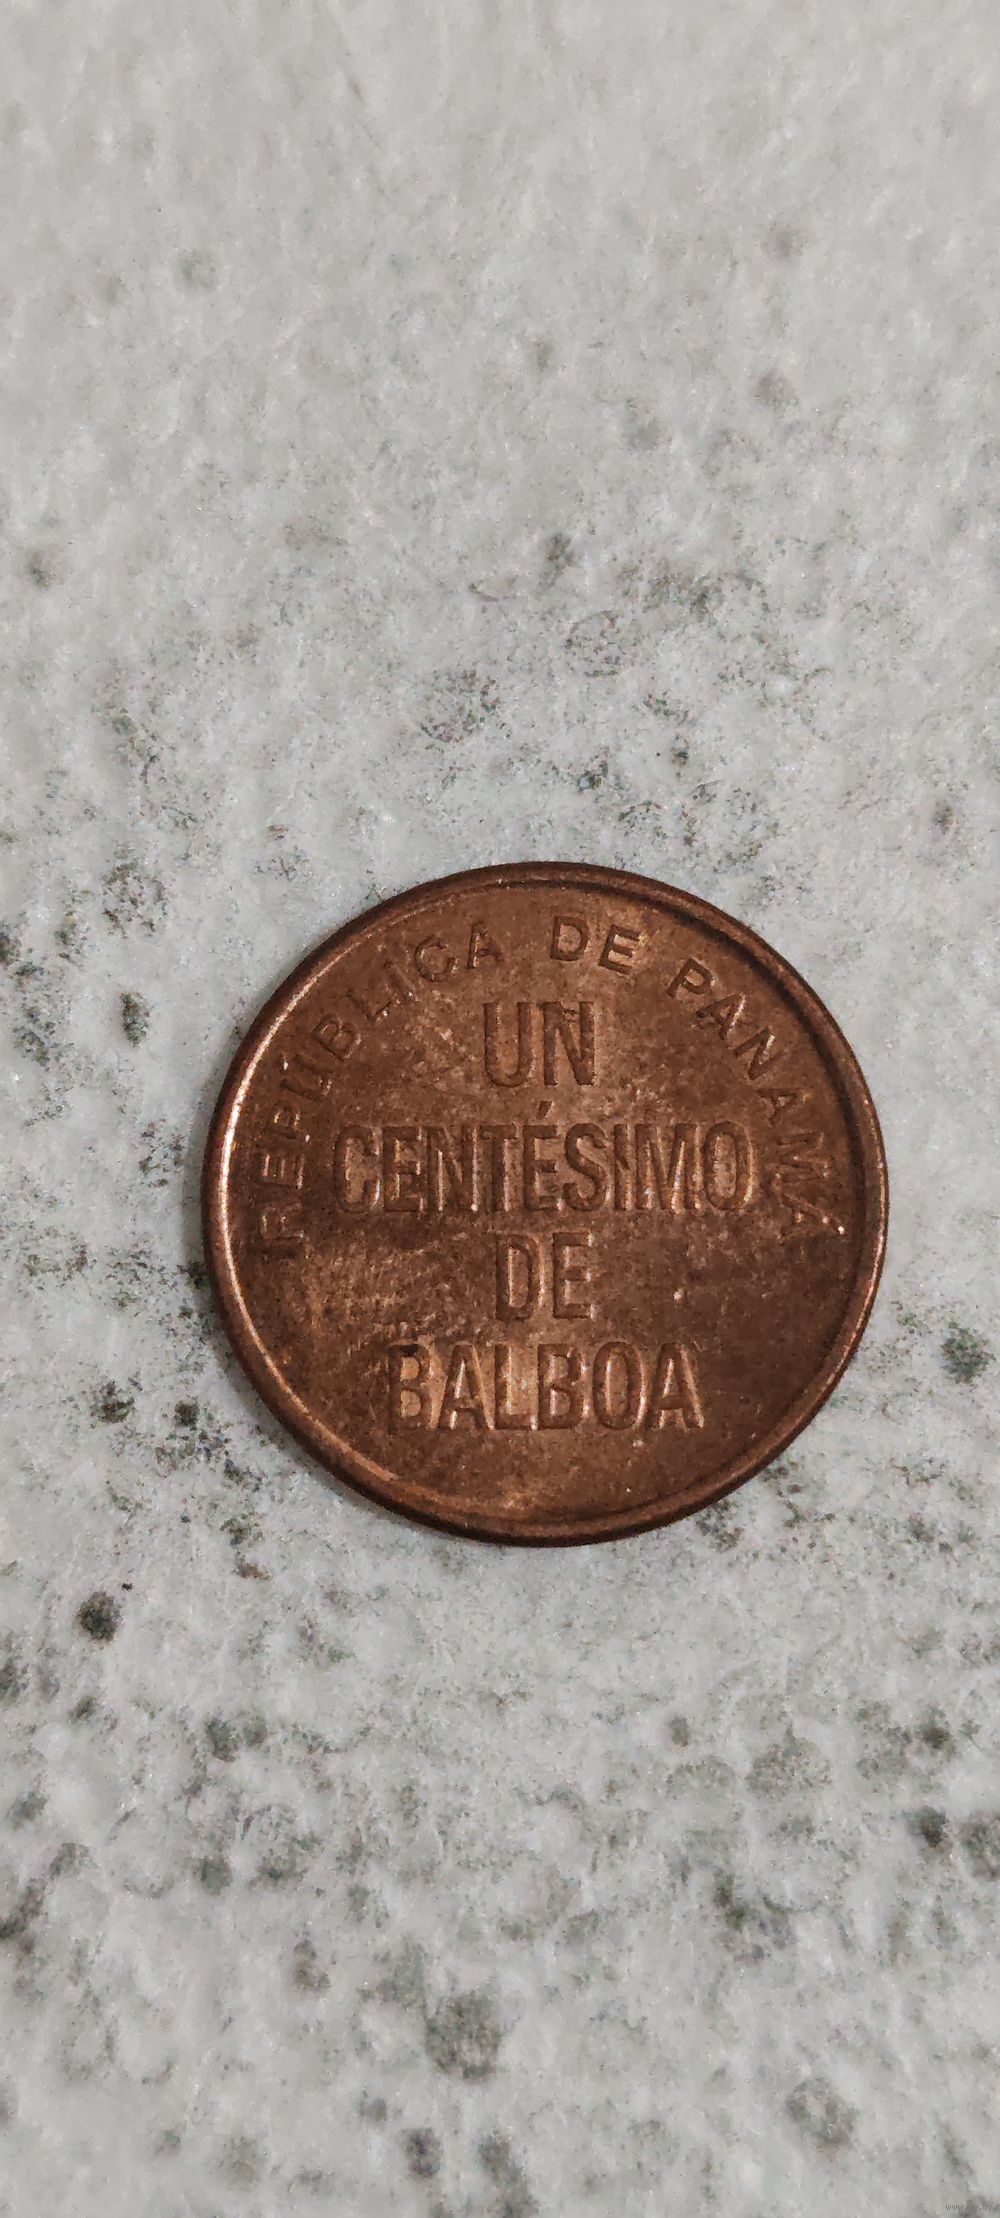 REPÚBLICA DE PANAMÁ
UN
CENTÉSIMO
DE
BALBOA